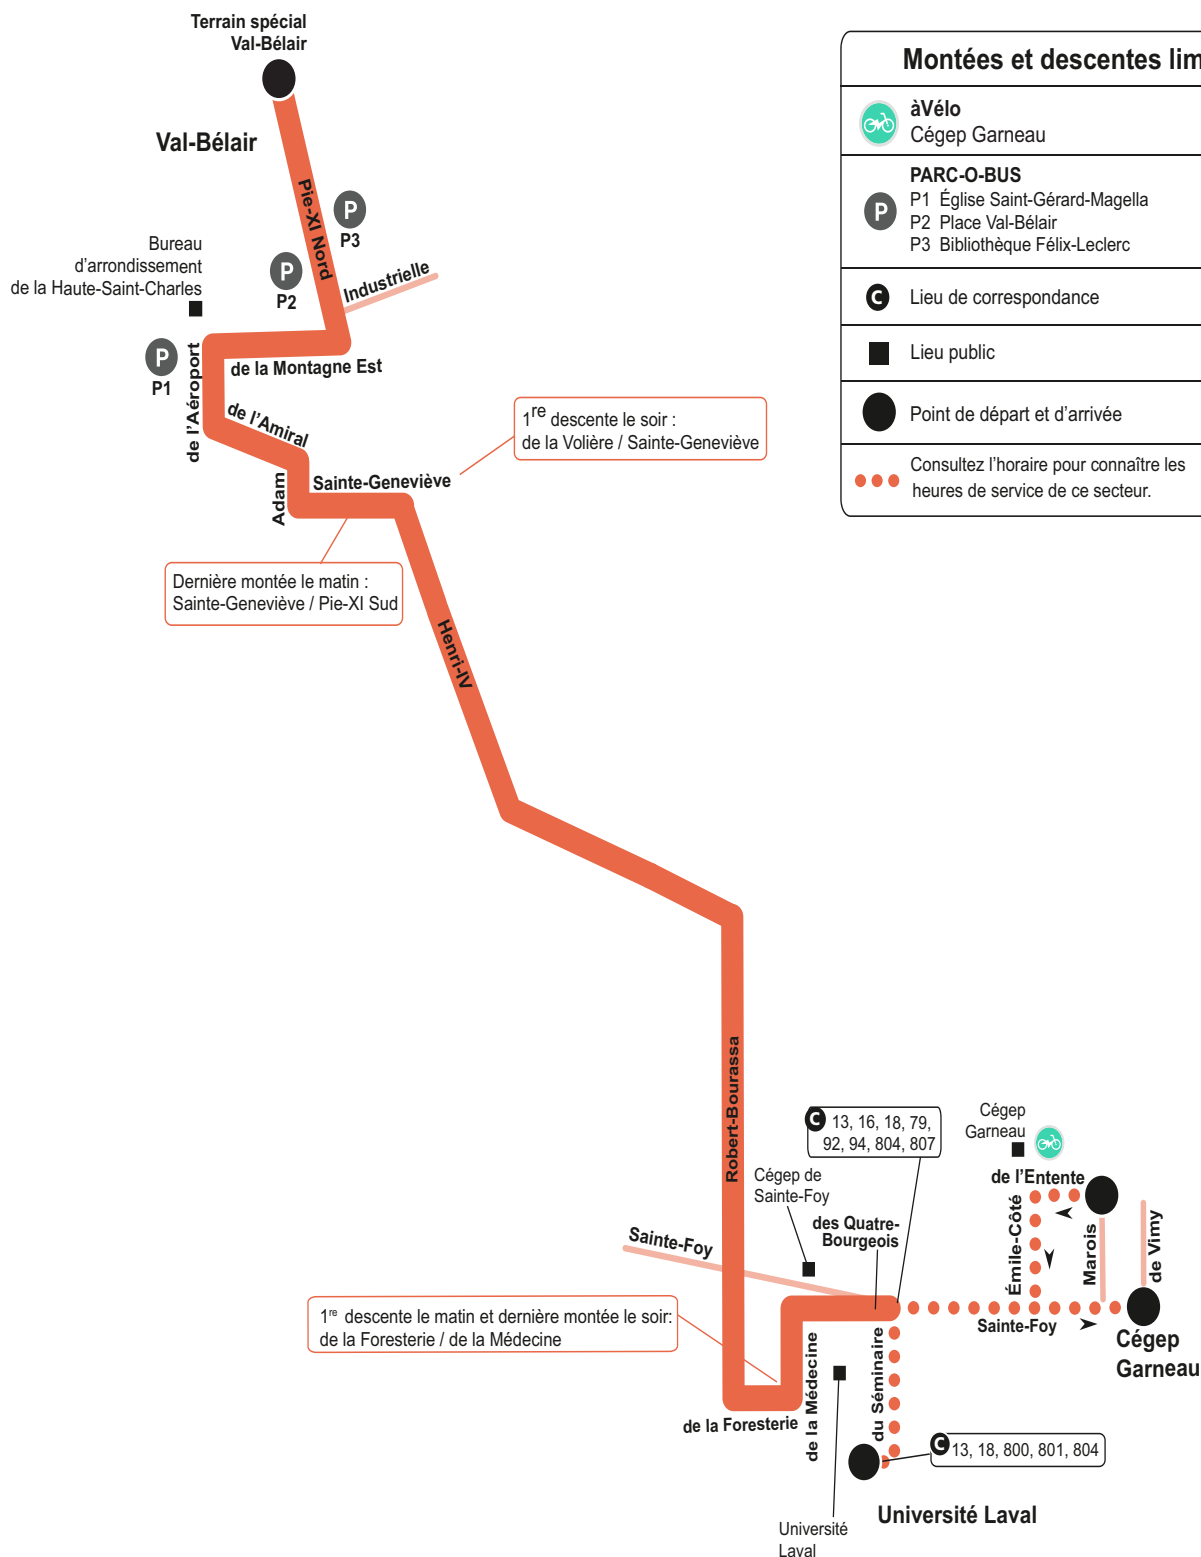 Terrain spécial
Val-Bélair
Val-Bélair
Pie-XI Nord
P
P3
P
P2
Industrielle
Bureau
d'arrondissement
de la Haute-Saint-Charles
P
P1
de l'Aéroport
de la Montagne Est
de l'Amiral
Adam
Sainte-Geneviève
1re descente le soir :
de la Volière / Sainte-Geneviève
Dernière montée le matin :
Sainte-Geneviève / Pie-XI Sud
Henri-IV
Robert-Bourassa
Montées et descentes lim
àVélo
Cégep Garneau
P
PARC-O-BUS
P1 Église Saint-Gérard-Magella
P2 Place Val-Bélair
P3 Bibliothèque Félix-Leclerc
C Lieu de correspondance
Lieu public
Point de départ et d'arrivée
Consultez l'horaire pour connaître les
heures de service de ce secteur.
C 13, 16, 18, 79,
92, 94, 804, 807
Cégep
Garneau
de l'Entente
Cégep de
Sainte-Foy
des Quatre-
Bourgeois
Sainte-Foy
Émile-Côté
Marois
de Vimy
Sainte-Foy
Cégep
Garneau
1re descente le matin et dernière montée le soir:
de la Foresterie / de la Médecine
de la Foresterie
de la Médecine
du Séminaire
C 13, 18, 800, 801, 804
Université Laval
Université
Laval